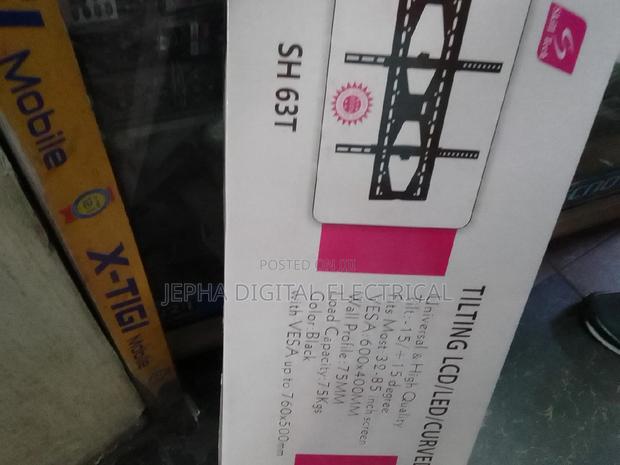 SH 63T
TILTING LCD/LED/CURVE
Universal & High Quality
Tilt:-15/+15 degree
Fits Most 32-85 inch screen
VESA 600x400MM
Wall Profile:75MM
Load Capacity:75Kgs
Color Black
With VESA up to 760x500mm
Mobile
X-TIGI Mobile
POSTED ON JIJI
JEPHA DIGITAL ELECTRICAL